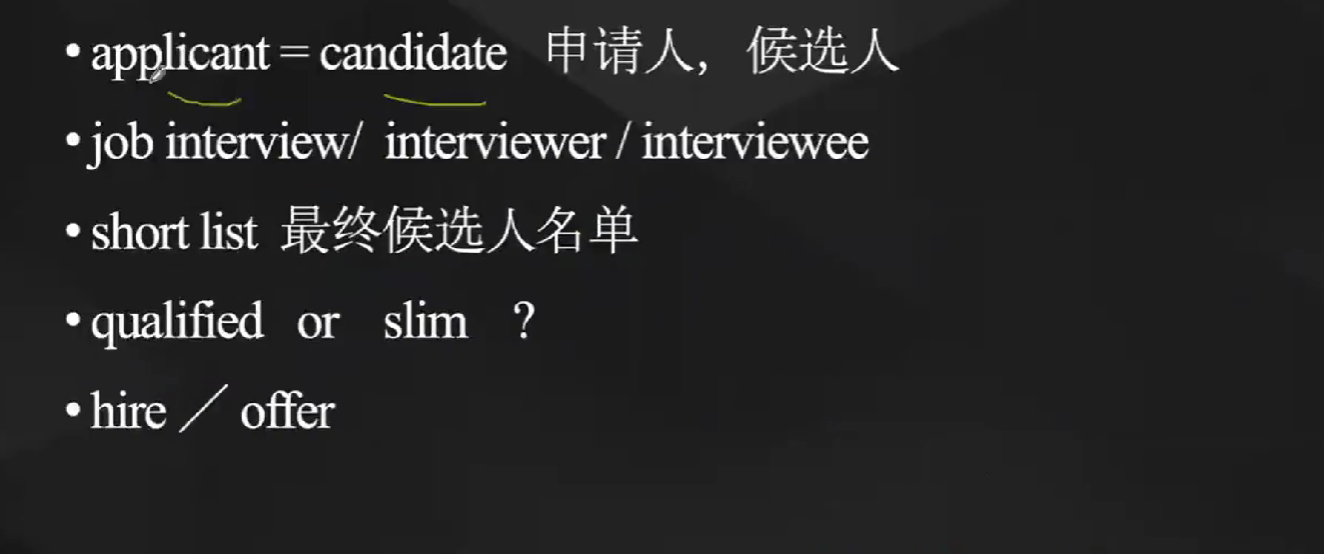 • applicant = candidate 申请人，候选人
• job interview/ interviewer / interviewee
• short list 最终候选人名单
• qualified or slim ？
• hire ／ offer